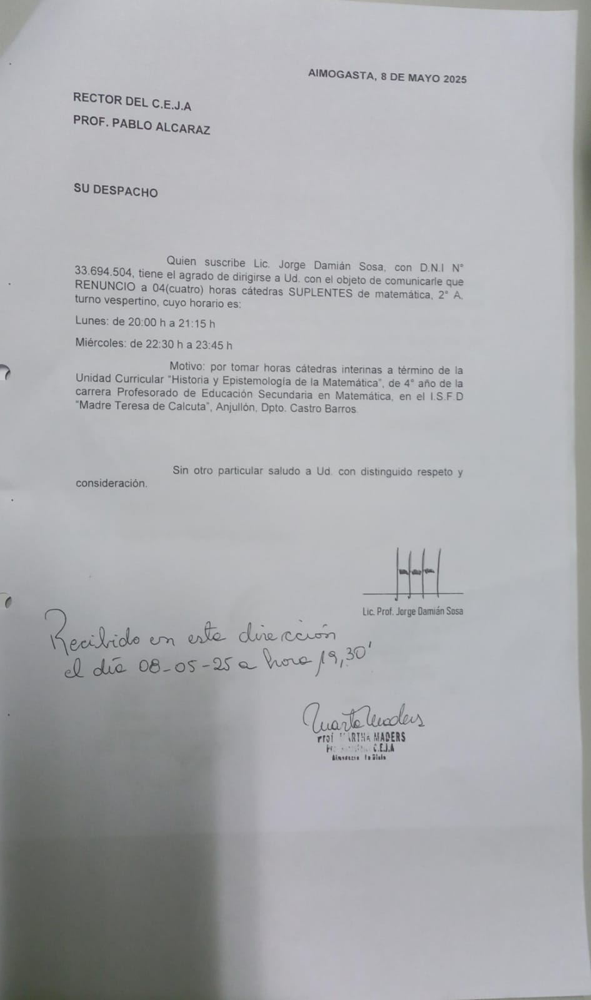 AIMOGASTA, 8 DE MAYO 2025
RECTOR DEL C.E.J.A
PROF. PABLO ALCARAZ
SU DESPACHO
Quien suscribe Lic. Jorge Damián Sosa, con D.N.I N°
33.694.504, tiene el agrado de dirigirse a Ud. con el objeto de comunicarle que
RENUNCIO a 04(cuatro) horas cátedras SUPLENTES de matemática, 2° A,
turno vespertino, cuyo horario es:
Lunes: de 20:00 h a 21:15 h
Miércoles: de 22:30 h a 23:45 h
Motivo: por tomar horas cátedras interinas a término de la
Unidad Curricular "Historia y Epistemología de la Matemática", de 4° año de la
carrera Profesorado de Educación Secundaria en Matemática, en el I.S.F.D
"Madre Teresa de Calcuta", Anjullón, Dpto. Castro Barros.
Sin otro particular saludo a Ud. con distinguido respeto y
consideración.
Lic. Prof. Jorge Damián Sosa
Recibido en esta dirección
el día 08-05-25 a hora 19,30'
Marta Maders
Prof MARTHA MADERS
C.E.J.A